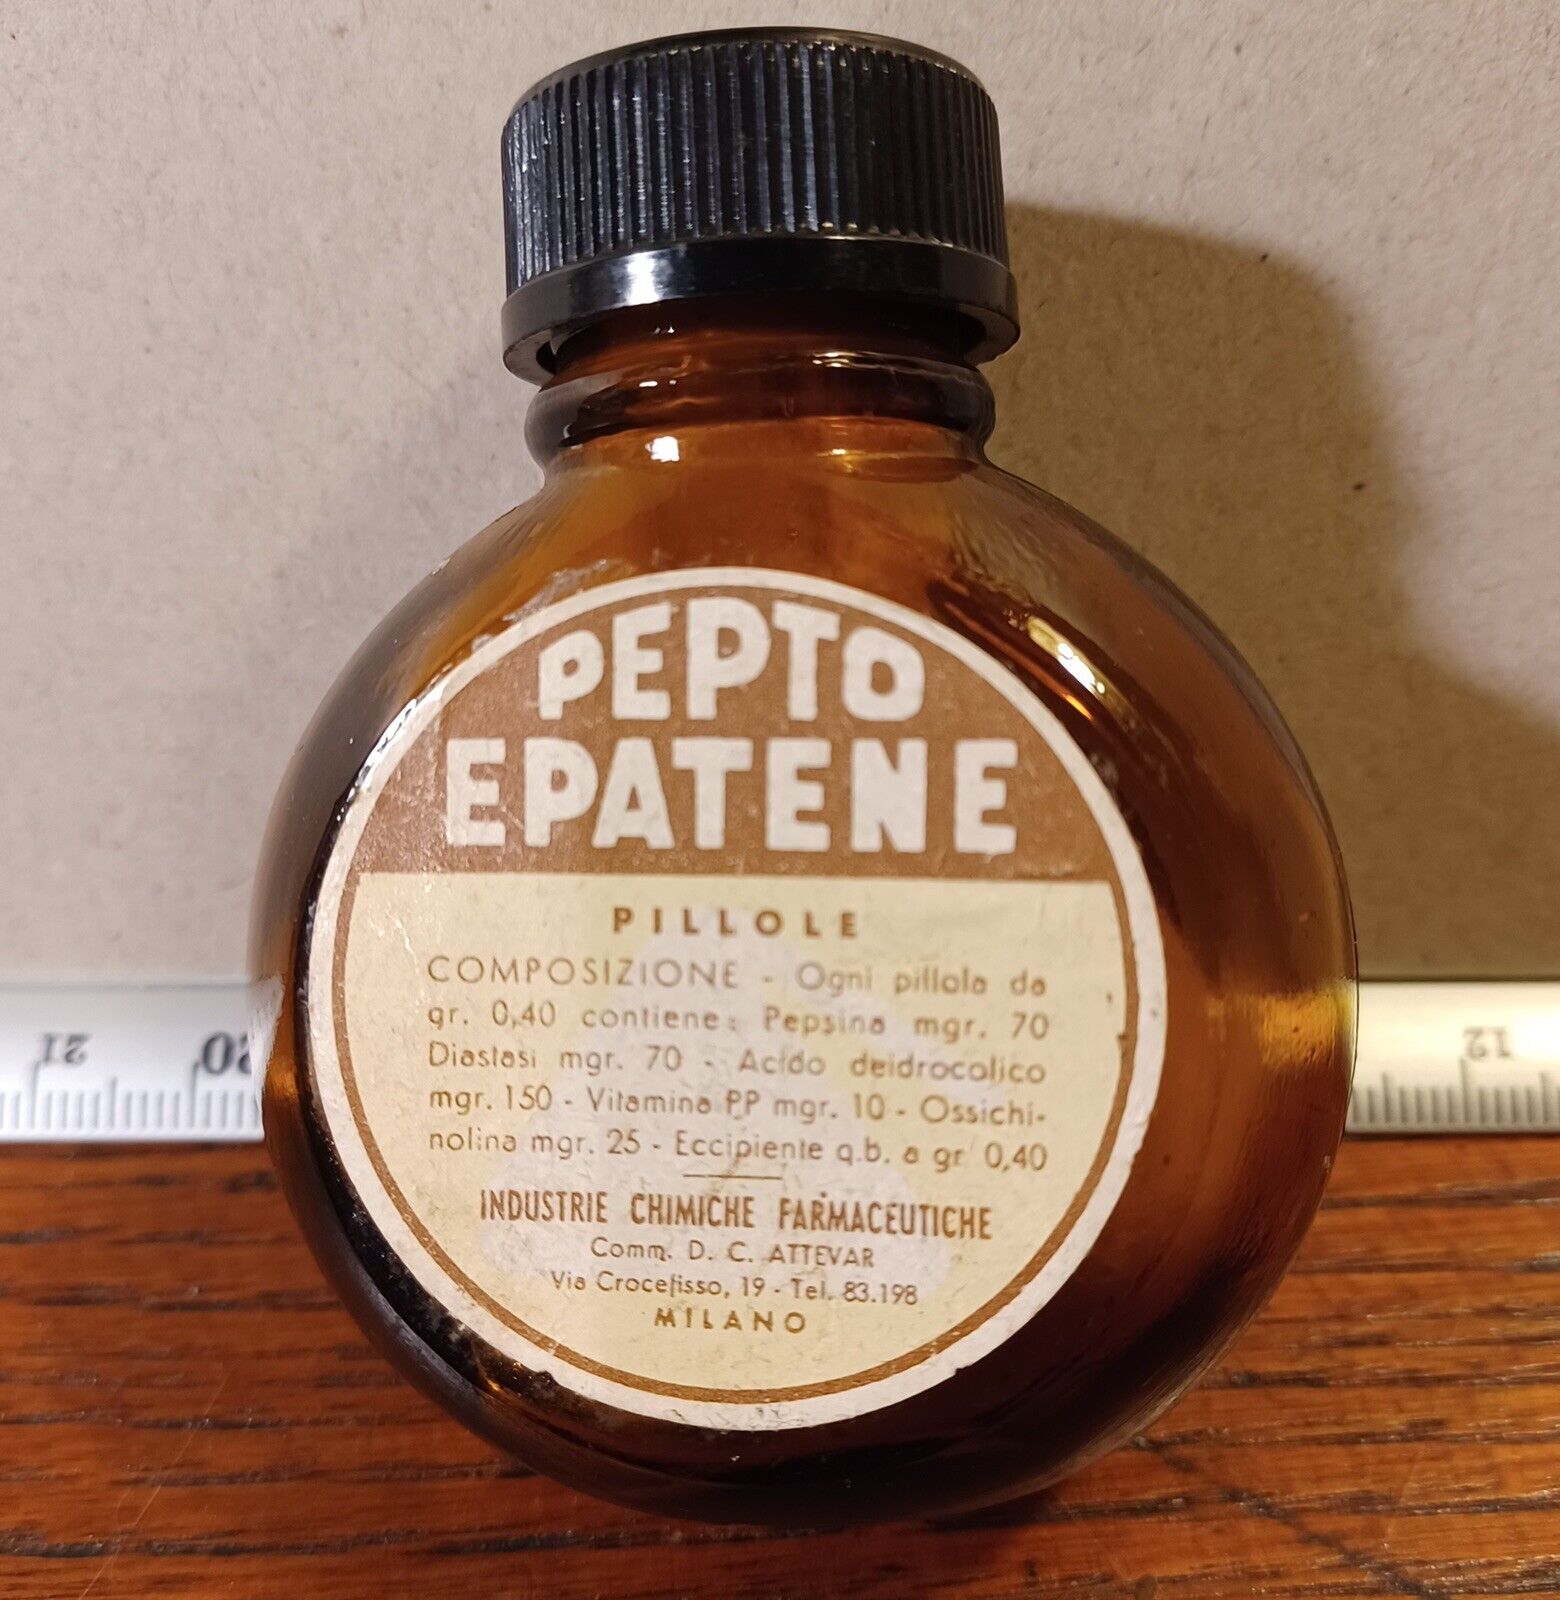 PEPTO
EPATENE
PILLOLE
COMPOSIZIONE - Ogni pillola da
gr. 0,40 contiene: Pepsina mgr. 70
Diastasi mgr. 70 - Acido deidrocolico
mgr. 150 - Vitamina PP mgr. 10 - Ossichi-
nolina mgr. 25 - Eccipiente q.b. a gr 0,40
INDUSTRIE CHIMICHE FARMACEUTICHE
Comm. D. C. ATTEVAR
Via Crocefisso, 19 - Tel. 83.198
MILANO
21 20 12